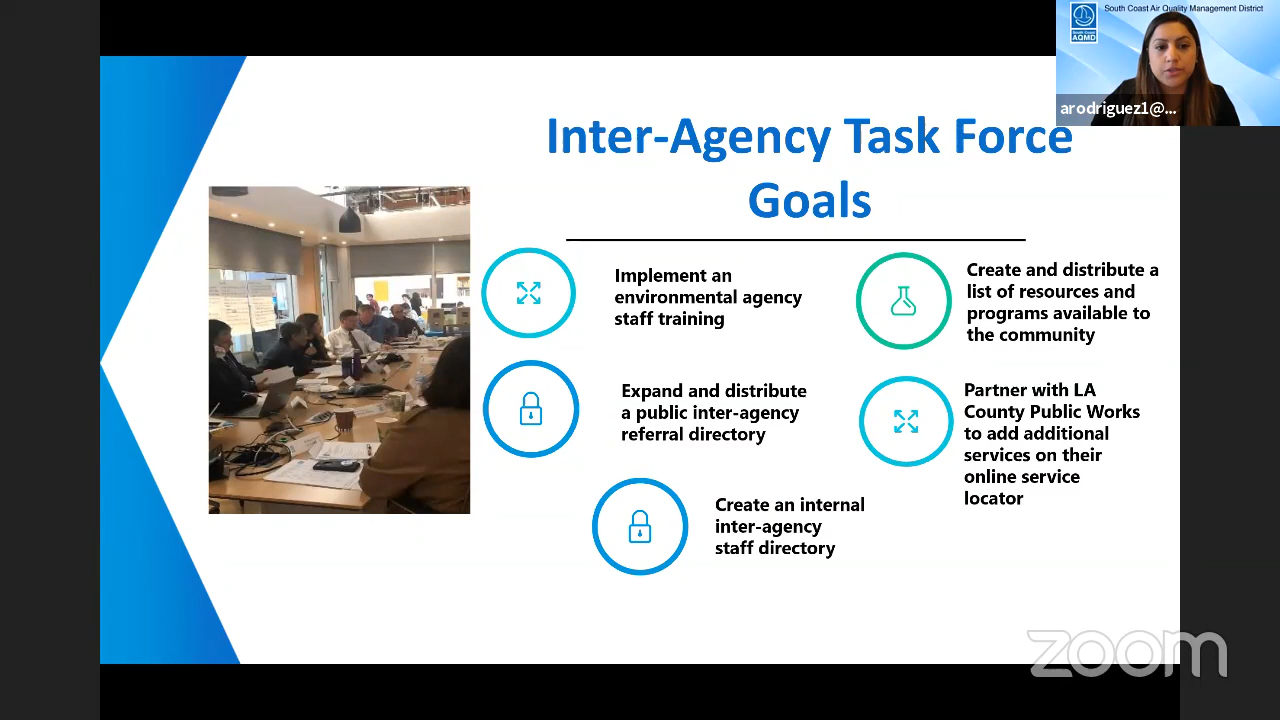 South Coast Air Quality Management District
South Coast
AQMD
arodriguez1@...
Inter-Agency Task Force
Goals
Implement an
environmental agency
staff training
Expand and distribute
a public inter-agency
referral directory
Create an internal
inter-agency
staff directory
Create and distribute a
list of resources and
programs available to
the community
Partner with LA
County Public Works
to add additional
services on their
online service
locator
zoom